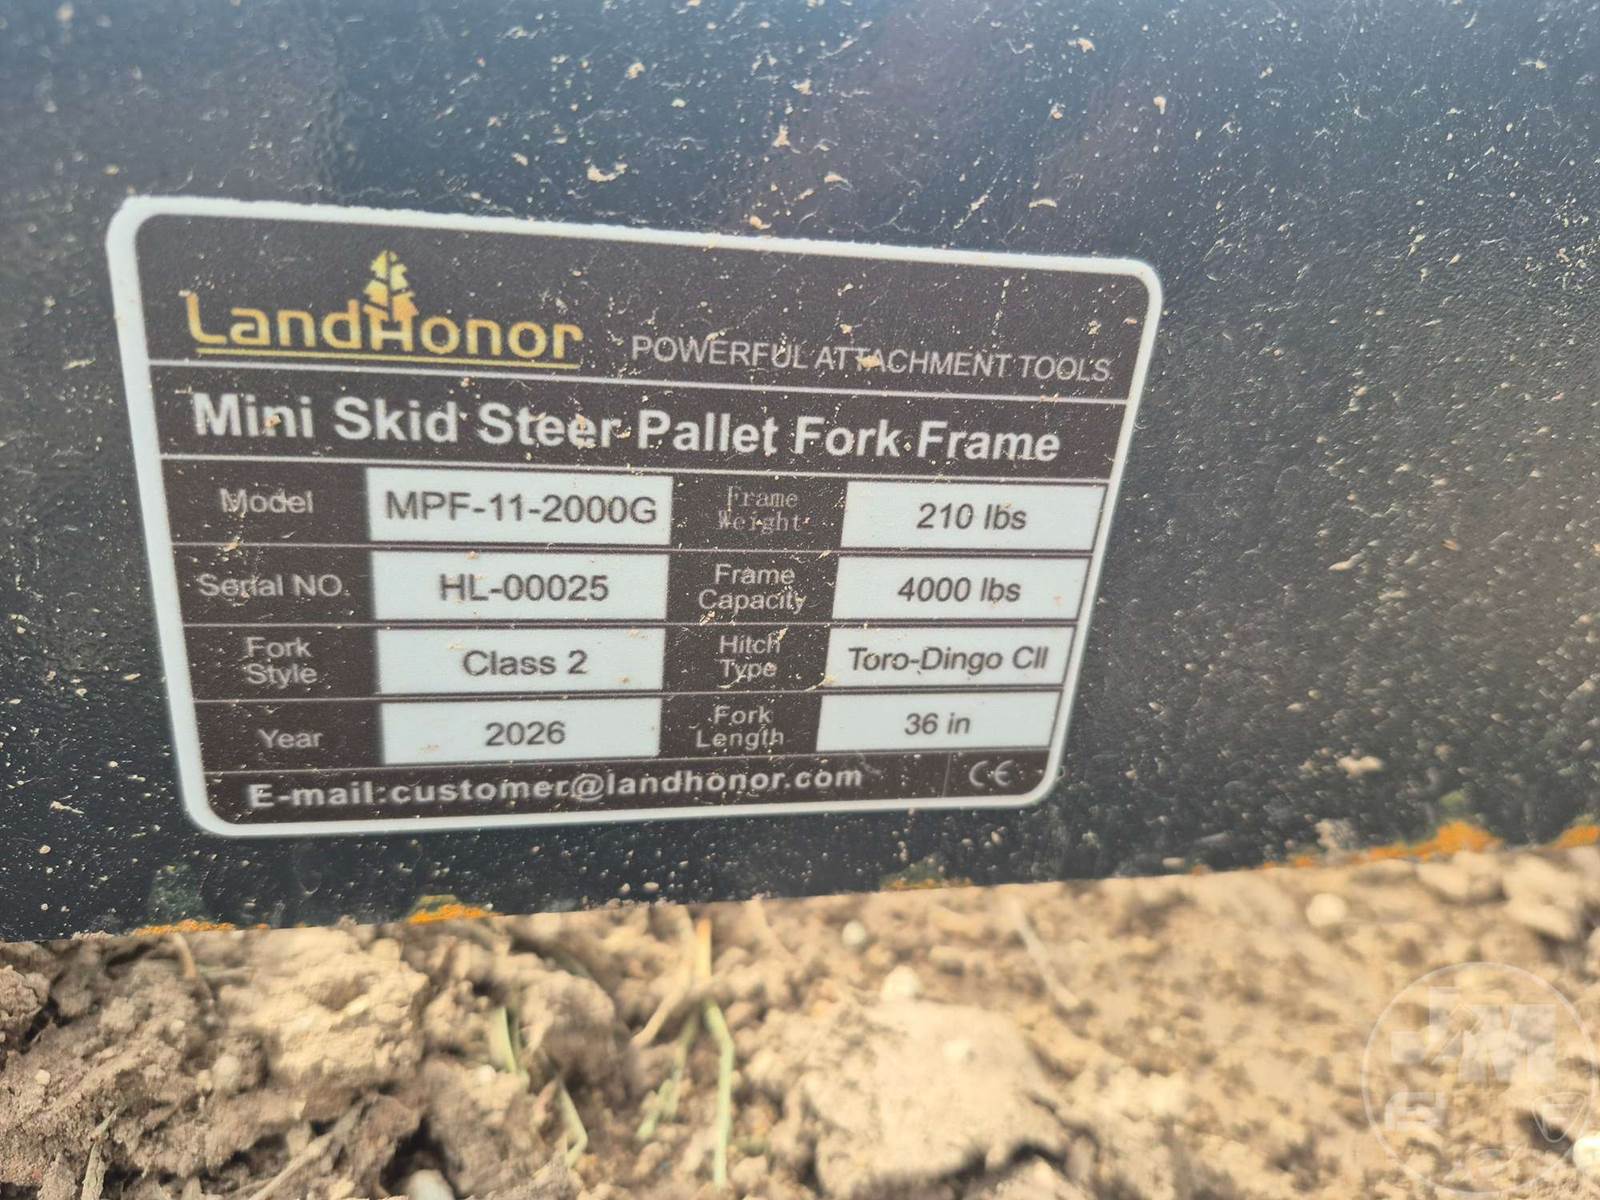 LandHonor
POWERFUL ATTACHMENT TOOLS
Mini Skid Steer Pallet Fork Frame
Model MPF-11-2000G Frame Weight 210 lbs
Serial NO. HL-00025 Frame Capacity 4000 lbs
Fork Style Class 2 Hitch Type Toro-Dingo CII
Year 2026 Fork Length 36 in
E-mail:customer@landhonor.com CE